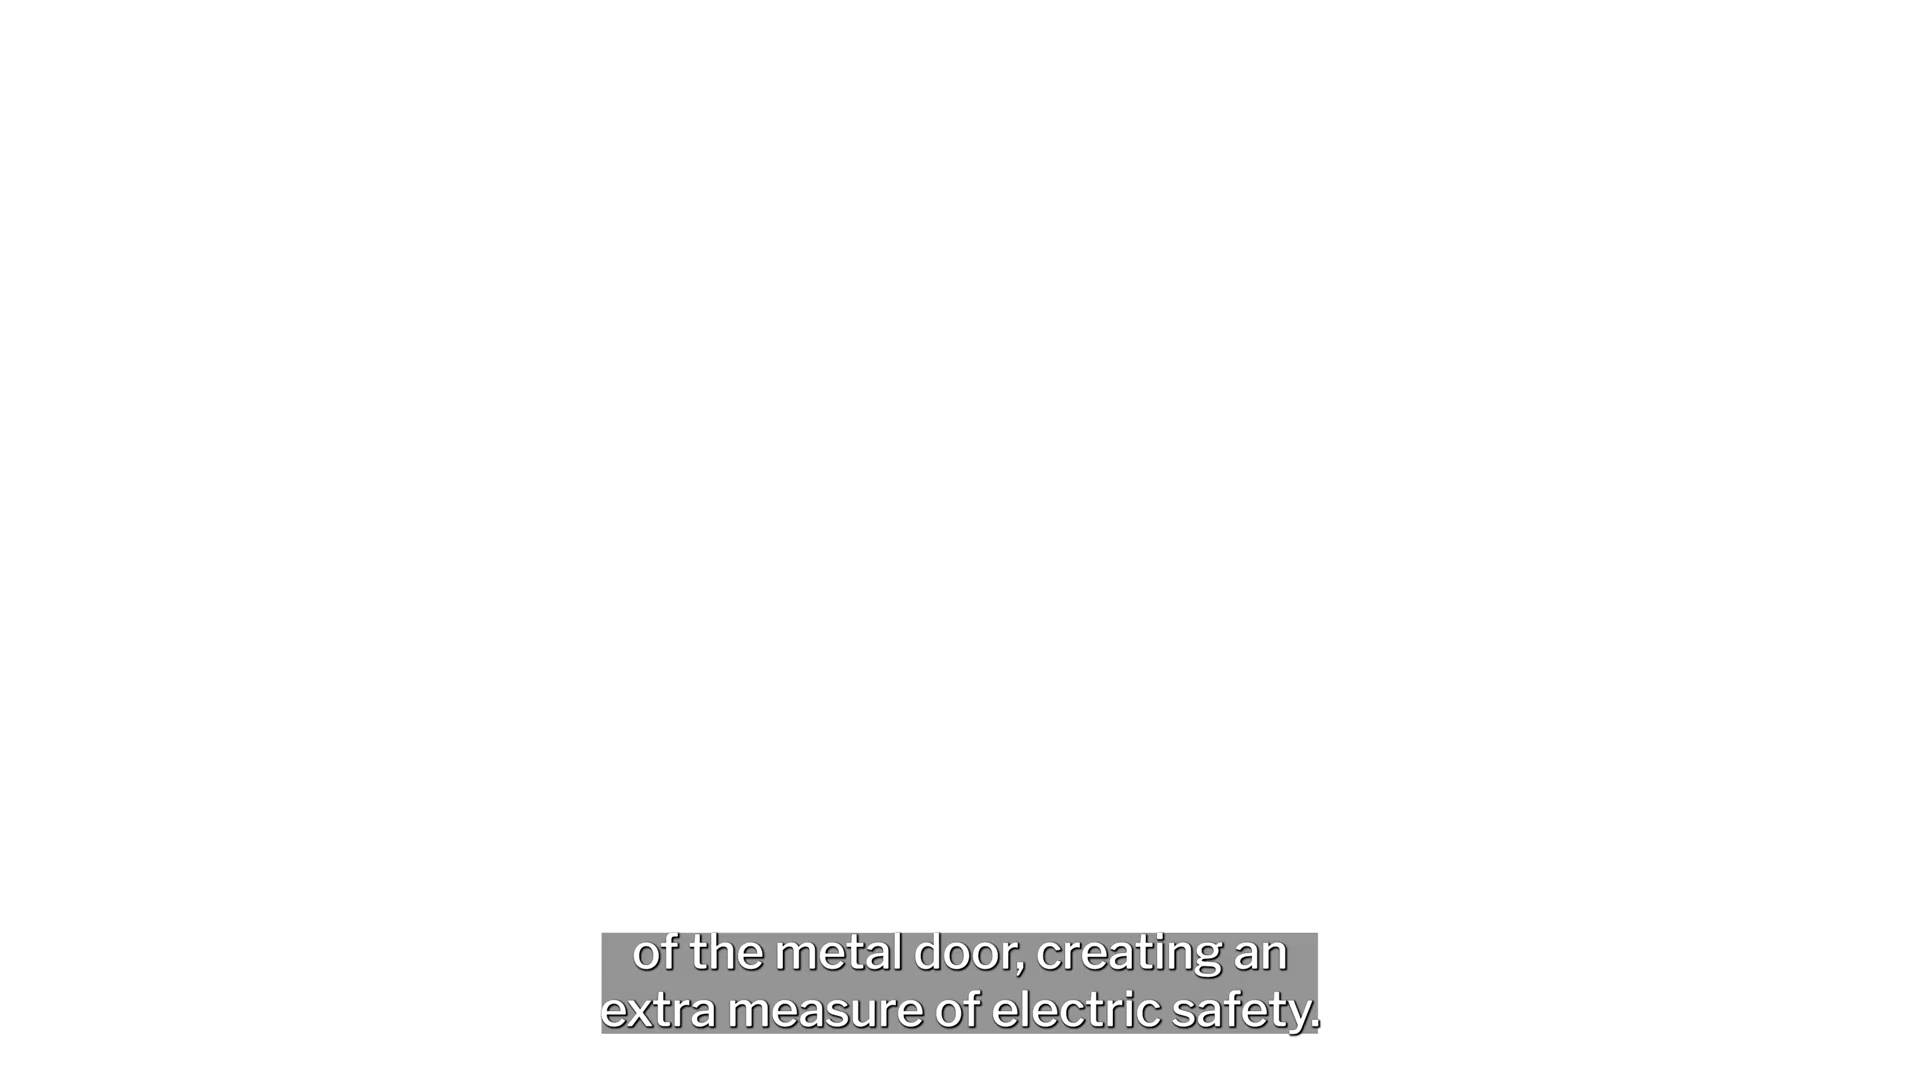 of the metal door, creating an
extra measure of electric safety.